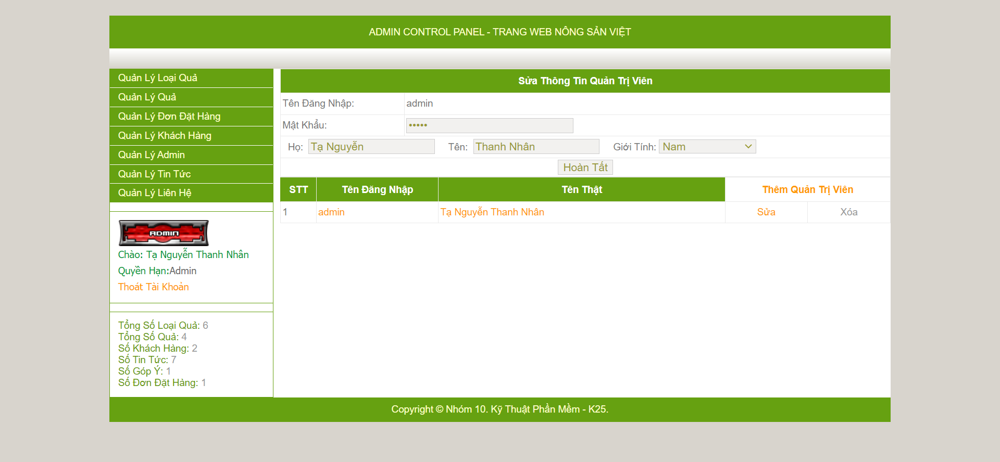 ADMIN CONTROL PANEL - TRANG WEB NÔNG SẢN VIỆT
Quản Lý Loại Quả
Quản Lý Quả
Quản Lý Đơn Đặt Hàng
Quản Lý Khách Hàng
Quản Lý Admin
Quản Lý Tin Tức
Quản Lý Liên Hệ
ADMIN
Chào: Tạ Nguyễn Thanh Nhân
Quyền Hạn:Admin
Thoát Tài Khoản
Tổng Số Loại Quả: 6
Tổng Số Quả: 4
Số Khách Hàng: 2
Số Tin Tức: 7
Số Góp Ý: 1
Số Đơn Đặt Hàng: 1
Sửa Thông Tin Quản Trị Viên
Tên Đăng Nhập: admin
Mật Khẩu: •••••
Họ: Tạ Nguyễn Tên: Thanh Nhân Giới Tính: Nam
Hoàn Tất
STT Tên Đăng Nhập Tên Thật Thêm Quản Trị Viên
1 admin Tạ Nguyễn Thanh Nhân Sửa Xóa
Copyright © Nhóm 10. Kỹ Thuật Phần Mềm - K25.